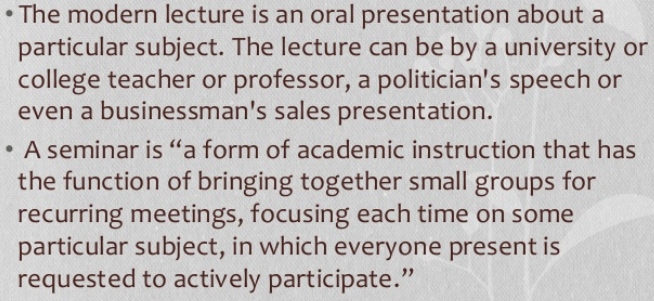 • The modern lecture is an oral presentation about a
particular subject. The lecture can be by a university or
college teacher or professor, a politician's speech or
even a businessman's sales presentation.
• A seminar is “a form of academic instruction that has
the function of bringing together small groups for
recurring meetings, focusing each time on some
particular subject, in which everyone present is
requested to actively participate.”